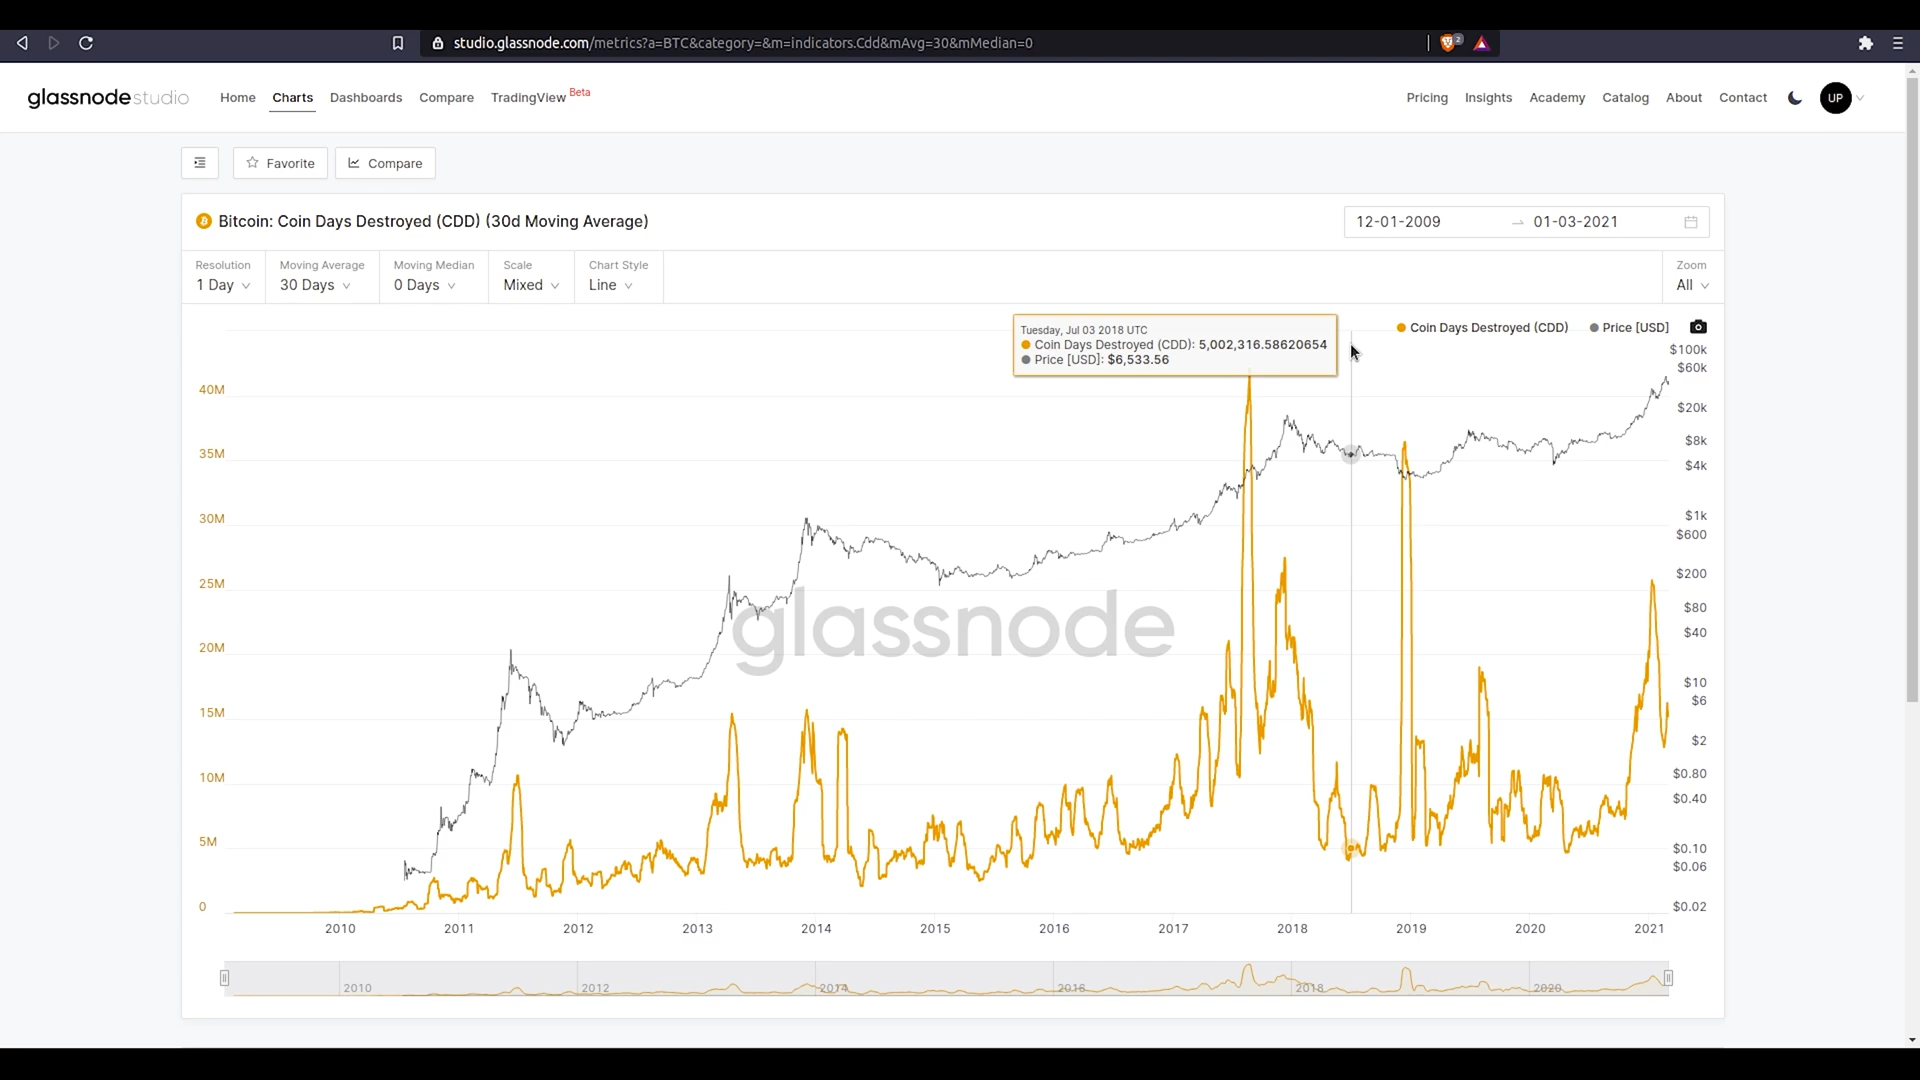 studio.glassnode.com/metrics?a=BTC&category=&m=indicators.Cdd&mAvg=30&mMedian=0
2
glassnodestudio
Home Charts Dashboards Compare TradingView Beta
Pricing Insights Academy Catalog About Contact UP
Favorite Compare
Bitcoin: Coin Days Destroyed (CDD) (30d Moving Average)
12-01-2009 → 01-03-2021
Resolution Moving Average Moving Median Scale Chart Style Zoom
1 Day 30 Days 0 Days Mixed Line All
Tuesday, Jul 03 2018 UTC
Coin Days Destroyed (CDD): 5,002,316.58620654
Price [USD]: $6,533.56
Coin Days Destroyed (CDD) Price [USD]
$100k
$60k
40M
$20k
$8k
35M
$4k
30M
$1k
$600
25M
$200
$80
glassnode
$40
20M
$10
$6
15M
$2
10M
$0.80
$0.40
5M
$0.10
$0.06
0
$0.02
2010 2011 2012 2013 2014 2015 2016 2017 2018 2019 2020 2021
2010 2012 2014 2016 2018 2020